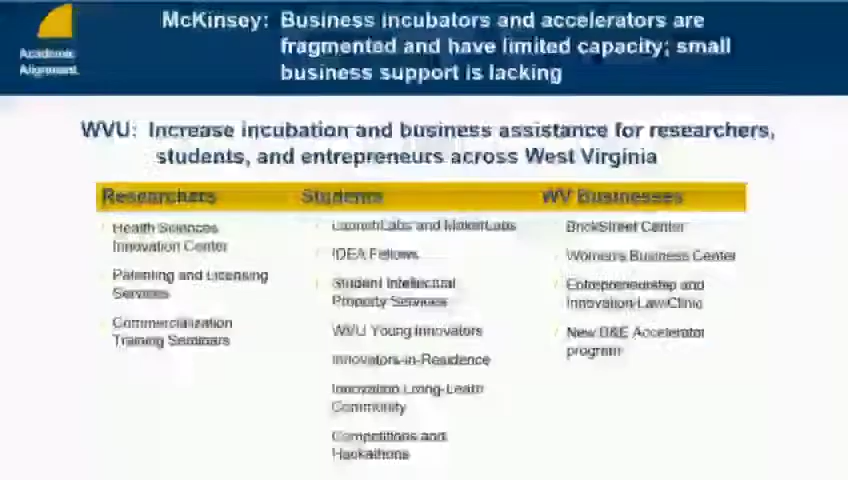 Academic
Alignment
McKinsey: Business incubators and accelerators are
fragmented and have limited capacity; small
business support is lacking
WVU: Increase incubation and business assistance for researchers,
students, and entrepreneurs across West Virginia
Researchers
Health Sciences
Innovation Center
Patenting and Licensing
Services
Commercialization
Training Seminars
Students
LaunchLabs and MakerLabs
IDEA Fellows
Student Intellectual
Property Services
WVU Young Innovators
Innovators-in-Residence
Innovation Living-Learn
Community
Competitions and
Hackathons
WV Businesses
BrickStreet Center
Women's Business Center
Entrepreneurship and
Innovation Law Clinic
New D&E Accelerator
program